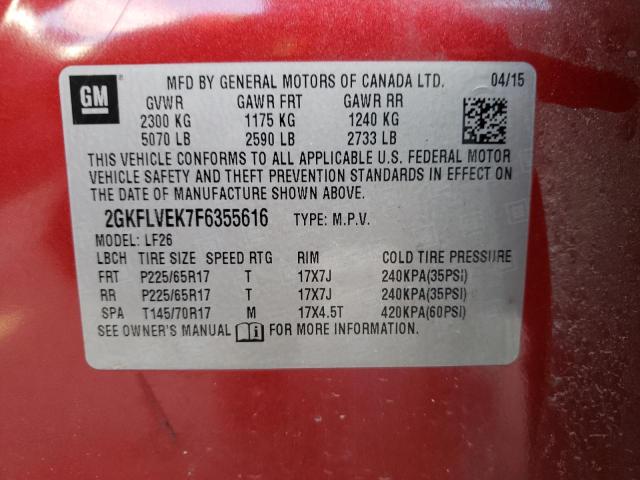 GM
MFD BY GENERAL MOTORS OF CANADA LTD. 04/15
GVWR GAWR FRT GAWR RR
2300 KG 1175 KG 1240 KG
5070 LB 2590 LB 2733 LB
THIS VEHICLE CONFORMS TO ALL APPLICABLE U.S. FEDERAL MOTOR
VEHICLE SAFETY AND THEFT PREVENTION STANDARDS IN EFFECT ON
THE DATE OF MANUFACTURE SHOWN ABOVE.
2GKFLVEK7F6355616 TYPE: M.P.V.
MODEL: LF26
LBCH TIRE SIZE SPEED RTG RIM COLD TIRE PRESSURE
FRT P225/65R17 T 17X7J 240KPA(35PSI)
RR P225/65R17 T 17X7J 240KPA(35PSI)
SPA T145/70R17 M 17X4.5T 420KPA(60PSI)
SEE OWNER'S MANUAL FOR MORE INFORMATION.